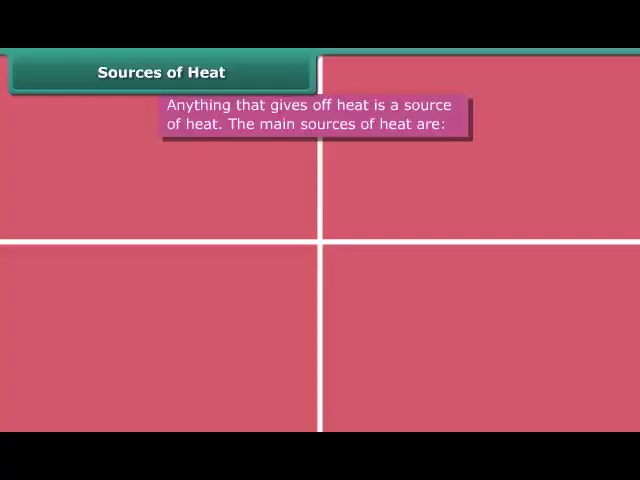 Sources of Heat
Anything that gives off heat is a source
of heat. The main sources of heat are: